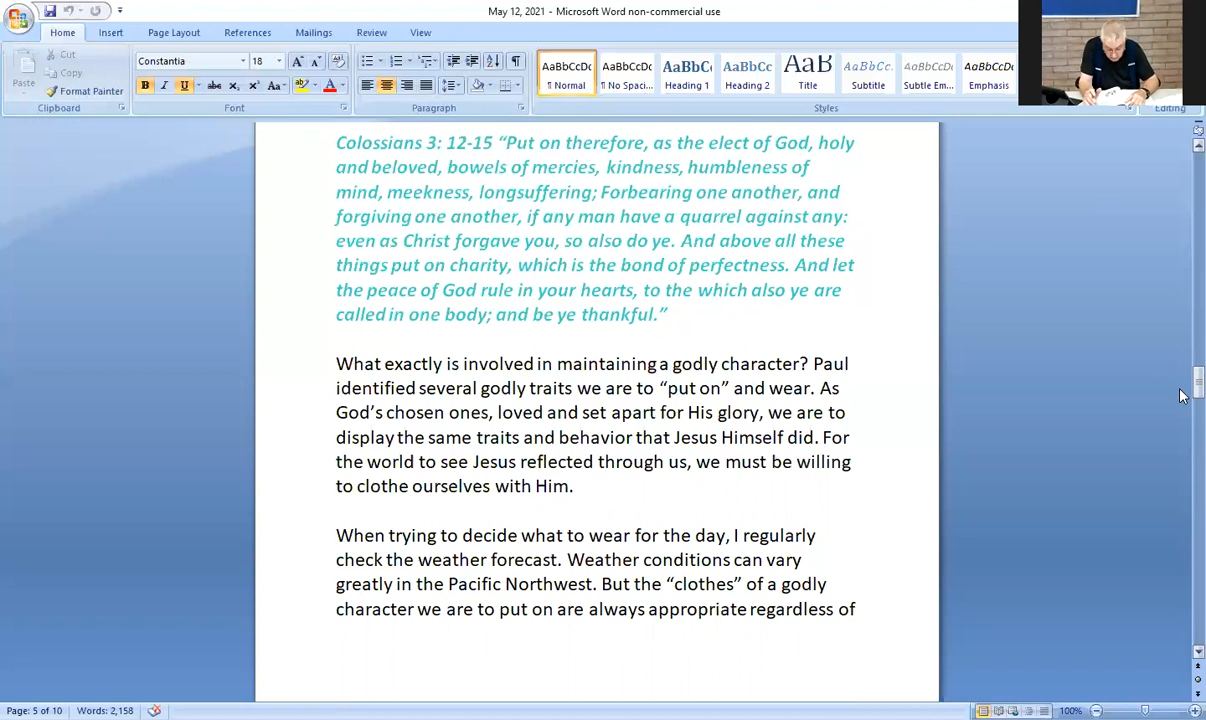 May 12, 2021 - Microsoft Word non-commercial use
Home Insert Page Layout References Mailings Review View
Paste
Cut
Copy
Format Painter
Clipboard
Constantia 18
B I U abc x₂ x² Aa A
Font
Paragraph
AaBbCcDc AaBbCcDc AaBbC AaBbCc AaB AaBbCc. AaBbCcDc AaBbCcDc
¶ Normal ¶ No Spaci... Heading 1 Heading 2 Title Subtitle Subtle Em... Emphasis
Styles
Editing
Colossians 3: 12-15 “Put on therefore, as the elect of God, holy
and beloved, bowels of mercies, kindness, humbleness of
mind, meekness, longsuffering; Forbearing one another, and
forgiving one another, if any man have a quarrel against any:
even as Christ forgave you, so also do ye. And above all these
things put on charity, which is the bond of perfectness. And let
the peace of God rule in your hearts, to the which also ye are
called in one body; and be ye thankful.”
What exactly is involved in maintaining a godly character? Paul
identified several godly traits we are to “put on” and wear. As
God’s chosen ones, loved and set apart for His glory, we are to
display the same traits and behavior that Jesus Himself did. For
the world to see Jesus reflected through us, we must be willing
to clothe ourselves with Him.
When trying to decide what to wear for the day, I regularly
check the weather forecast. Weather conditions can vary
greatly in the Pacific Northwest. But the “clothes” of a godly
character we are to put on are always appropriate regardless of
Page: 5 of 10 Words: 2,158 100%